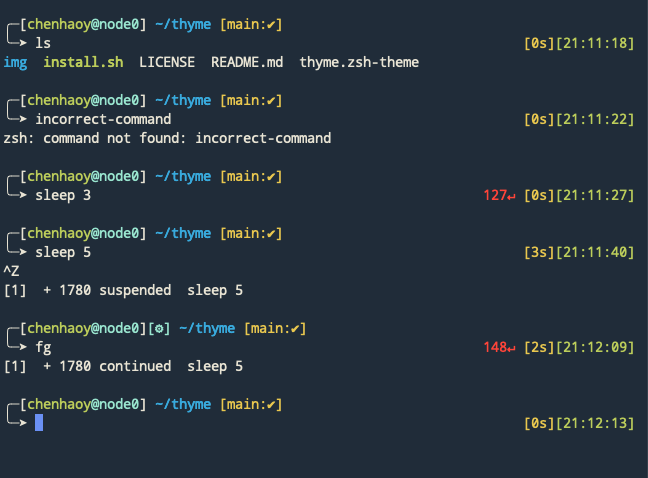 ╭─[chenhaoy@node0] ~/thyme [main:✔]
╰─➤ ls [0s][21:11:18]
img install.sh LICENSE README.md thyme.zsh-theme
╭─[chenhaoy@node0] ~/thyme [main:✔]
╰─➤ incorrect-command [0s][21:11:22]
zsh: command not found: incorrect-command
╭─[chenhaoy@node0] ~/thyme [main:✔]
╰─➤ sleep 3 127↵ [0s][21:11:27]
╭─[chenhaoy@node0] ~/thyme [main:✔]
╰─➤ sleep 5 [3s][21:11:40]
^Z
[1] + 1780 suspended sleep 5
╭─[chenhaoy@node0][⚙] ~/thyme [main:✔]
╰─➤ fg 148↵ [2s][21:12:09]
[1] + 1780 continued sleep 5
╭─[chenhaoy@node0] ~/thyme [main:✔]
╰─➤ [0s][21:12:13]